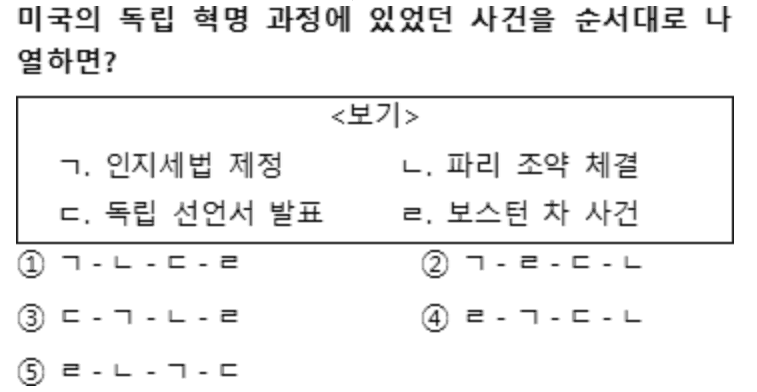 미국의 독립 혁명 과정에 있었던 사건을 순서대로 나
열하면?
<보기>
ㄱ. 인지세법 제정 ㄴ. 파리 조약 체결
ㄷ. 독립 선언서 발표 ㄹ. 보스턴 차 사건
① ㄱ - ㄴ - ㄷ - ㄹ ② ㄱ - ㄹ - ㄷ - ㄴ
③ ㄷ - ㄱ - ㄴ - ㄹ ④ ㄹ - ㄱ - ㄷ - ㄴ
⑤ ㄹ - ㄴ - ㄱ - ㄷ